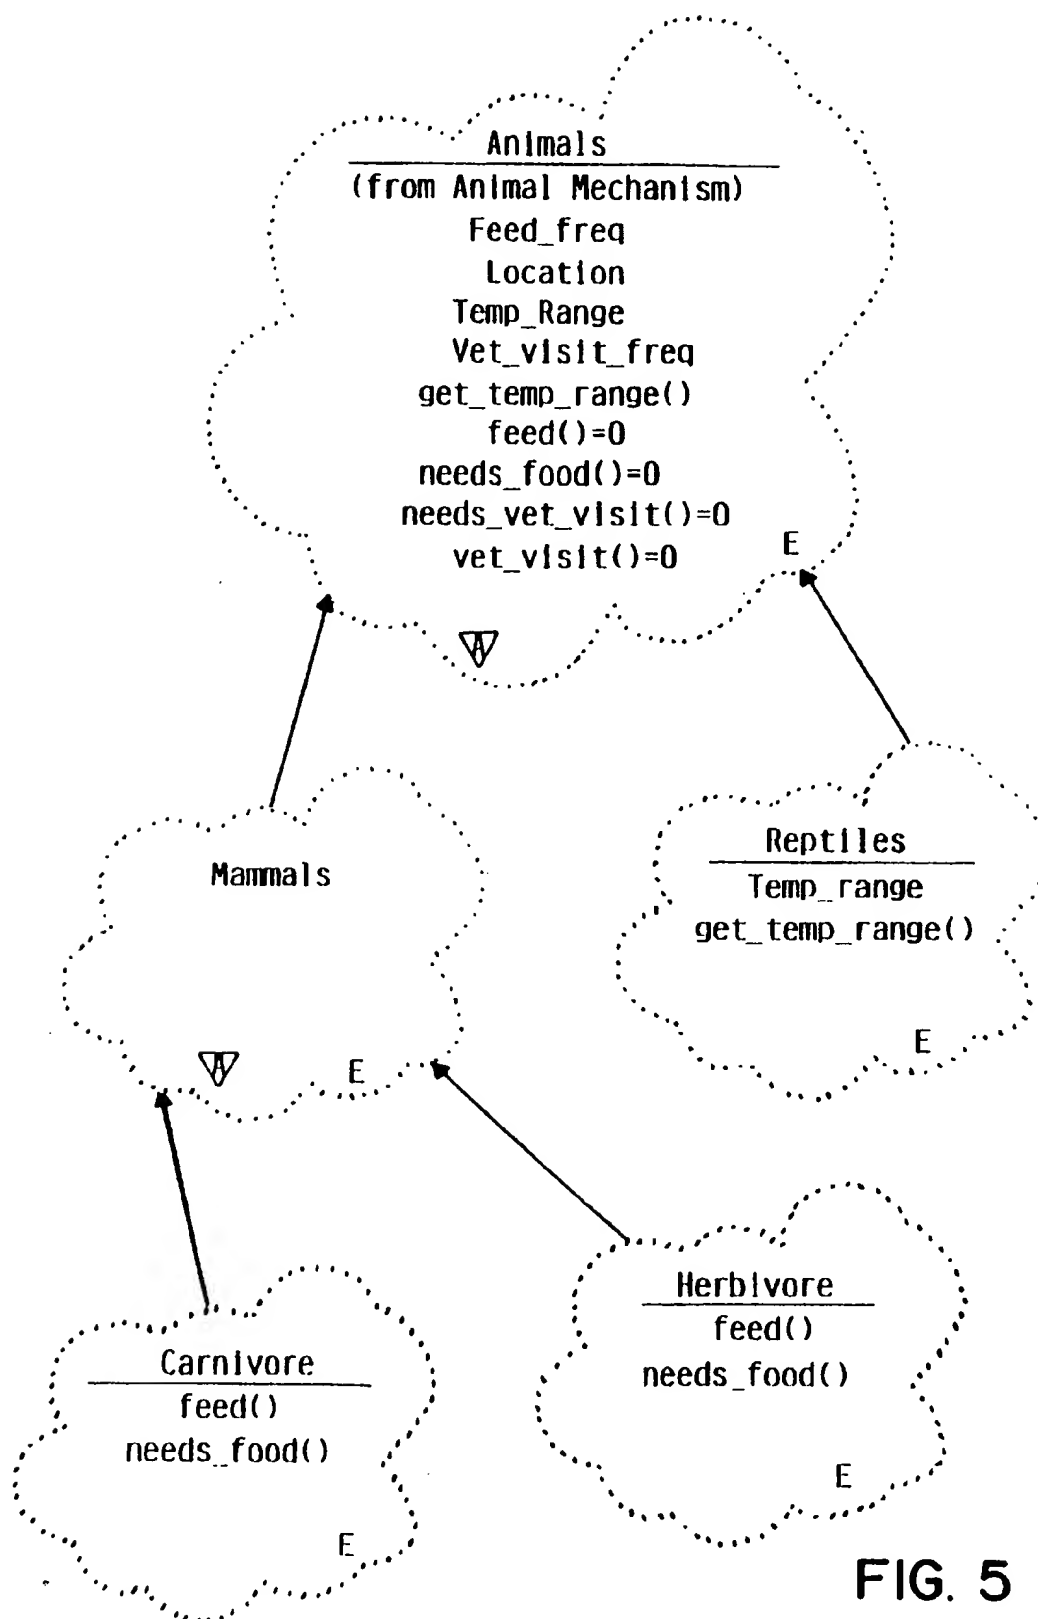 Animals
(from Animal Mechanism)
Feed_freq
Location
Temp_Range
Vet_visit_freq
get_temp_range()
feed()=0
needs_food()=0
needs_vet_visit()=0
vet_visit()=0
E
A
Mammals
A
E
Reptiles
Temp_range
get_temp_range()
E
Carnivore
feed()
needs_food()
E
Herbivore
feed()
needs_food()
E
FIG. 5